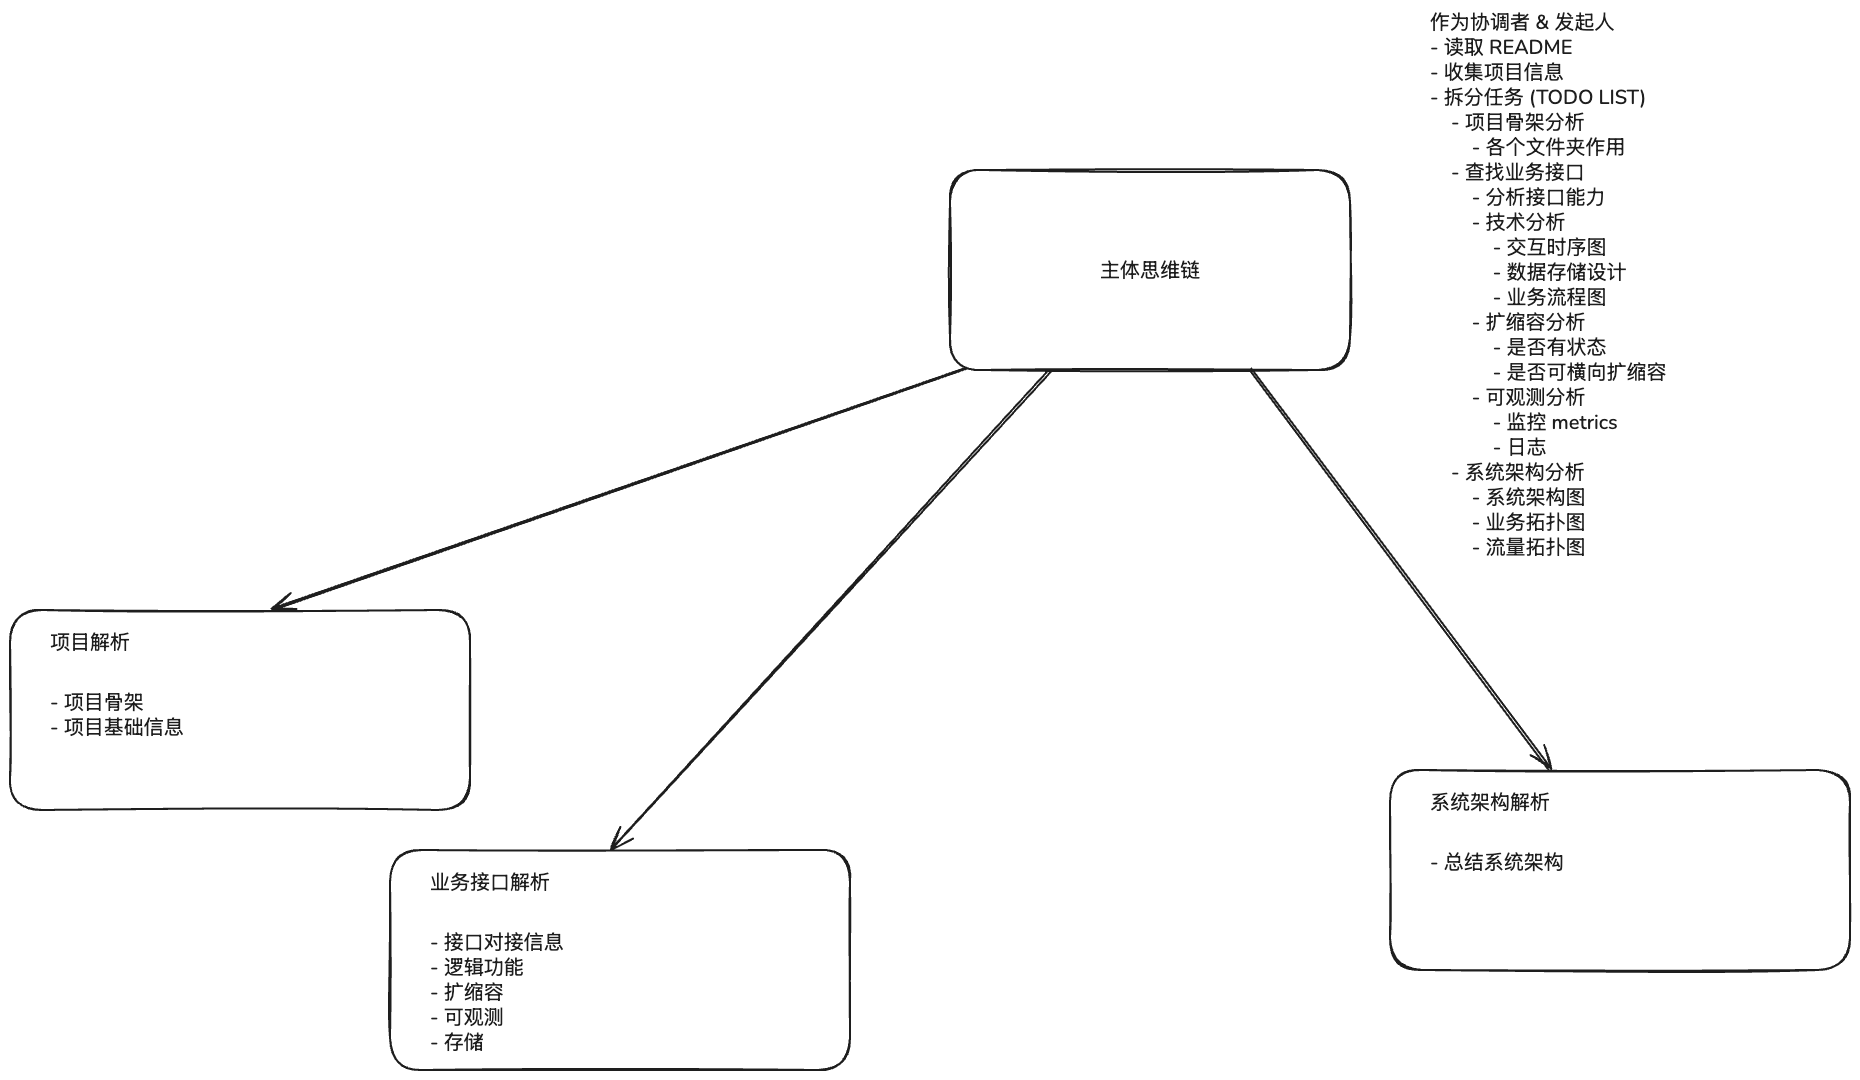 作为协调者 & 发起人
- 读取 README
- 收集项目信息
- 拆分任务 (TODO LIST)
- 项目骨架分析
- 各个文件夹作用
- 查找业务接口
- 分析接口能力
- 技术分析
- 交互时序图
- 数据存储设计
- 业务流程图
- 扩缩容分析
- 是否有状态
- 是否可横向扩缩容
- 可观测分析
- 监控 metrics
- 日志
- 系统架构分析
- 系统架构图
- 业务拓扑图
- 流量拓扑图
主体思维链
项目解析
- 项目骨架
- 项目基础信息
业务接口解析
- 接口对接信息
- 逻辑功能
- 扩缩容
- 可观测
- 存储
系统架构解析
- 总结系统架构